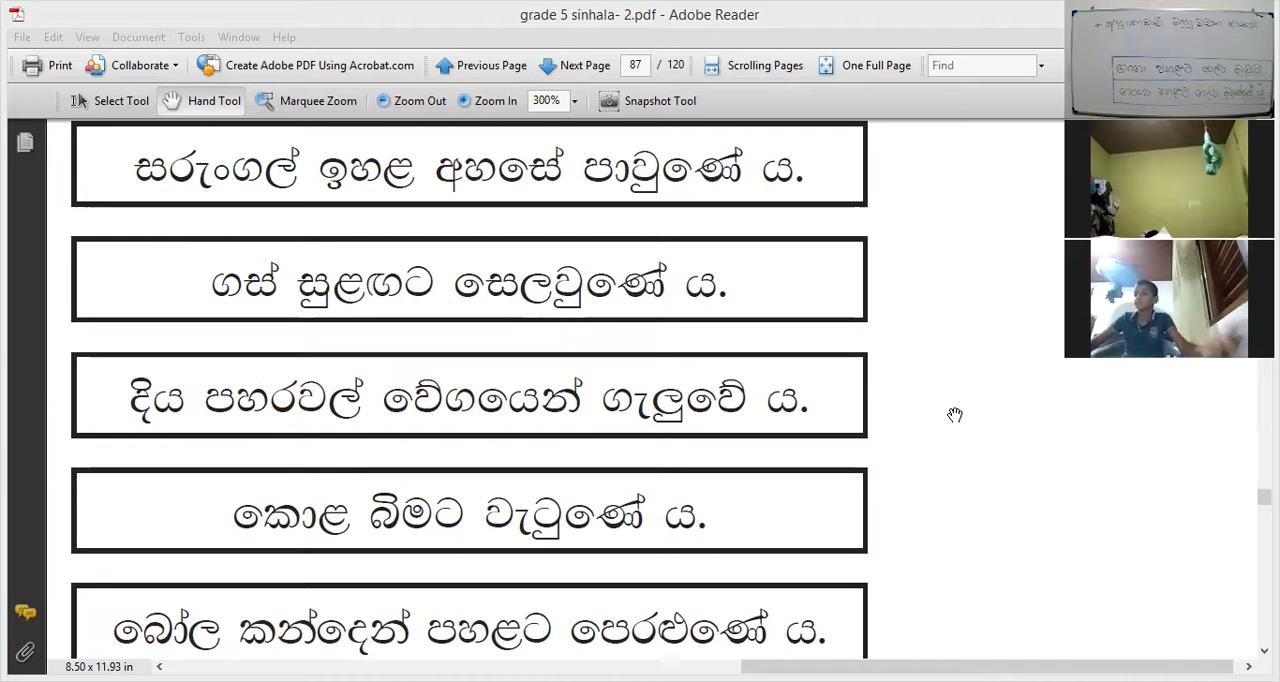 grade 5 sinhala- 2.pdf - Adobe Reader
File Edit View Document Tools Window Help
Print Collaborate Create Adobe PDF Using Acrobat.com Previous Page Next Page 87 / 120 Scrolling Pages One Full Page Find
Select Tool Hand Tool Marquee Zoom Zoom Out Zoom In 300% Snapshot Tool
සරුංගල් ඉහළ අහසේ පාවුණේ ය.
ගස් සුළඟට සෙලවුණේ ය.
දිය පහරවල් වේගයෙන් ගැලුවේ ය.
කොළ බිමට වැටුණේ ය.
බෝල කන්දෙන් පහළට පෙරළුණේ ය.
8.50 x 11.93 in
ගංගා පහළට ගලා
ගංගා පහළට